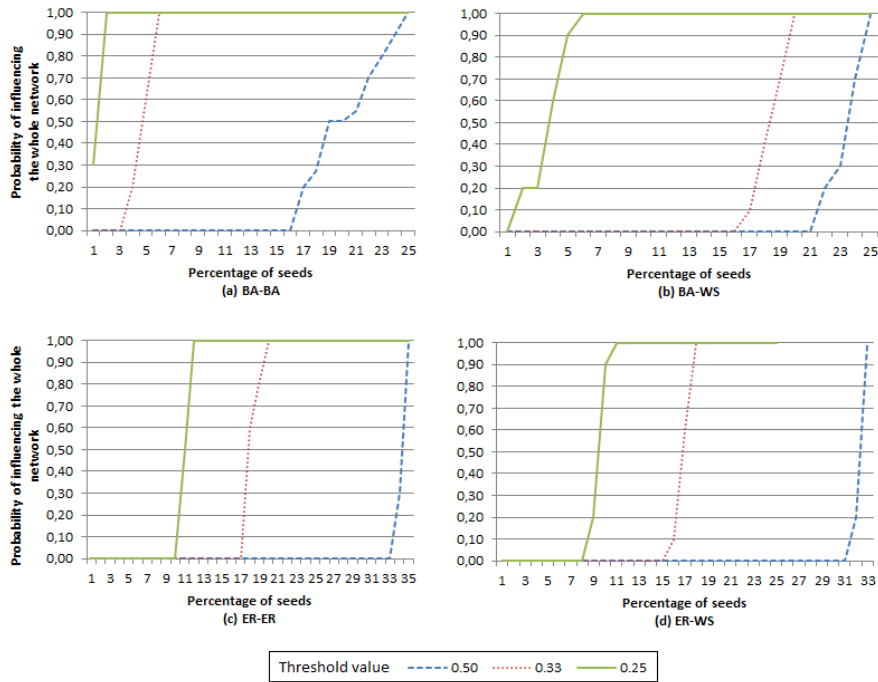 Probability of influencing the whole network
1,00
0,90
0,80
0,70
0,60
0,50
0,40
0,30
0,20
0,10
0,00
1 3 5 7 9 11 13 15 17 19 21 23 25
Percentage of seeds
(a) BA-BA
Probability of influencing the whole network
1,00
0,90
0,80
0,70
0,60
0,50
0,40
0,30
0,20
0,10
0,00
1 3 5 7 9 11 13 15 17 19 21 23 25
Percentage of seeds
(b) BA-WS
Probability of influencing the whole
network
1,00
0,90
0,80
0,70
0,60
0,50
0,40
0,30
0,20
0,10
0,00
1 3 5 7 9 11 13 15 17 19 21 23 25 27 29 31 33 35
Percentage of seeds
(c) ER-ER
1,00
0,90
0,80
0,70
0,60
0,50
0,40
0,30
0,20
0,10
0,00
1 3 5 7 9 11 13 15 17 19 21 23 25 27 29 31 33
Percentage of seeds
(d) ER-WS
Threshold value 0.50 0.33 0.25